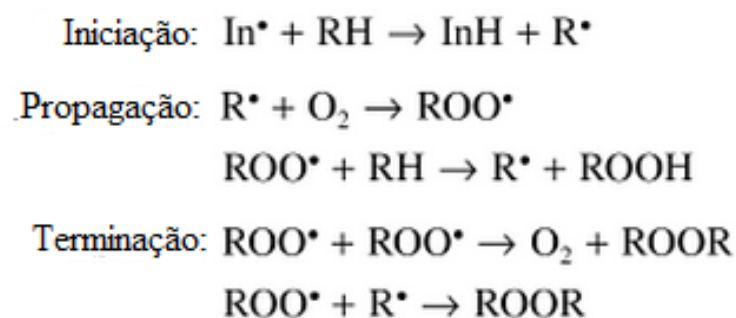 Iniciação: In• + RH → InH + R•
Propagação: R• + O₂ → ROO•
ROO• + RH → R• + ROOH
Terminação: ROO• + ROO• → O₂ + ROOR
ROO• + R• → ROOR